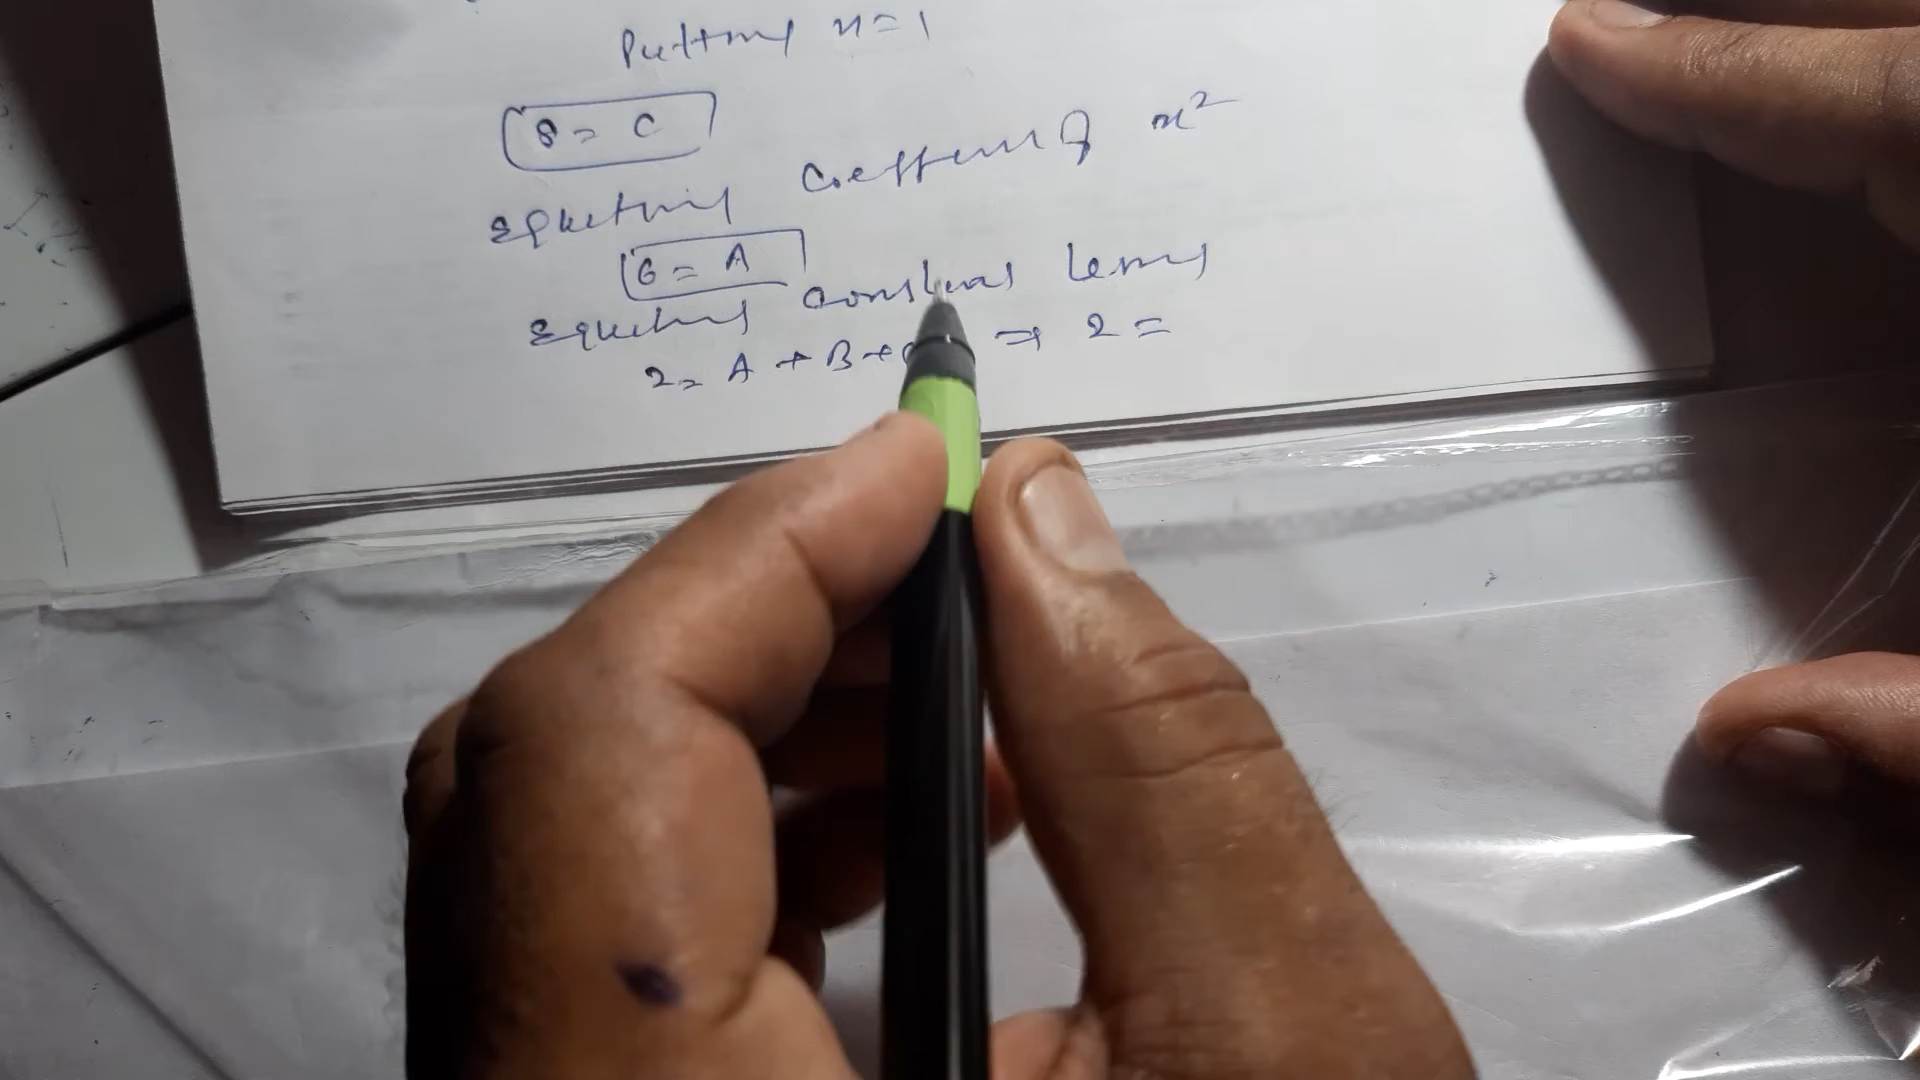 Putting x = 1
8 = C
Equating Coefficient of x²
6 = A
Equating constant terms
2 = A + B + C ⇒ 2 =